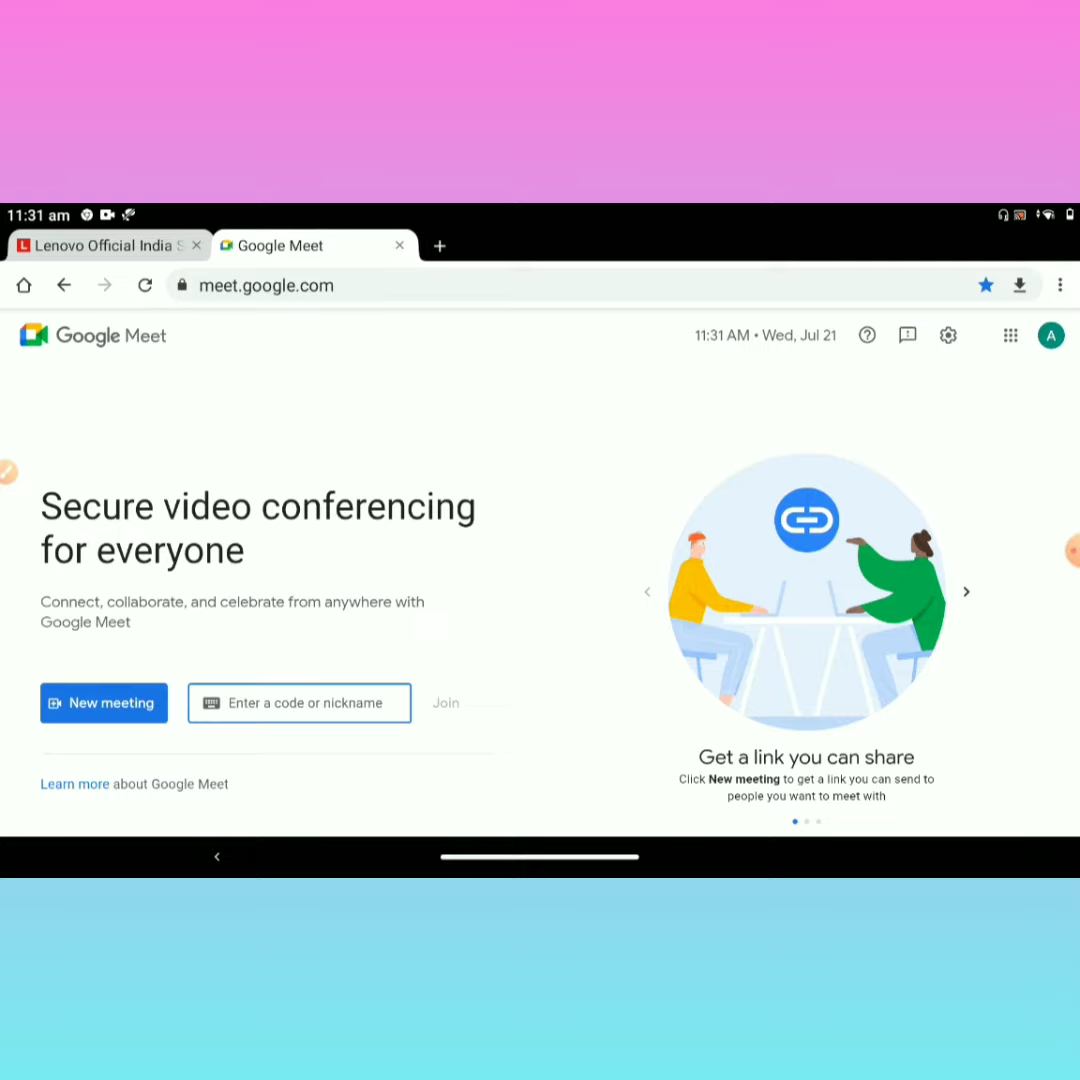 11:31 am
Lenovo Official India S
Google Meet
meet.google.com
Google Meet
11:31 AM • Wed, Jul 21
A
Secure video conferencing
for everyone
Connect, collaborate, and celebrate from anywhere with
Google Meet
New meeting
Enter a code or nickname
Join
Learn more about Google Meet
Get a link you can share
Click New meeting to get a link you can send to
people you want to meet with